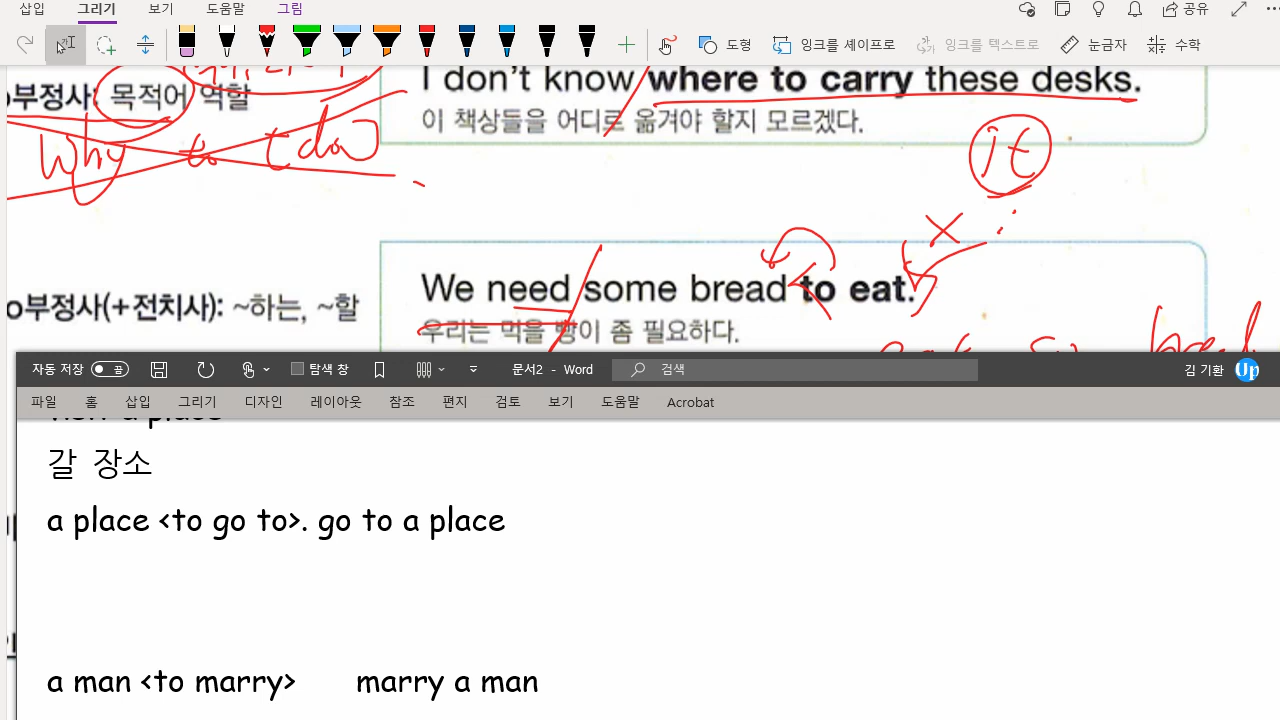 삽입 그리기 보기 도움말 그림 공유
도형 잉크를 셰이프로 잉크를 텍스트로 눈금자 수학
I don't know where to carry these desks.
o부정사: 목적어 역할
이 책상들을 어디로 옮겨야 할지 모르겠다.
Why to (do)
it
We need some bread to eat.
o부정사(+전치사): ~하는, ~할
우리는 먹을 빵이 좀 필요하다.
bread
자동 저장 끔 탐색 창 문서2 - Word 검색 김 기환
파일 홈 삽입 그리기 디자인 레이아웃 참조 편지 검토 보기 도움말 Acrobat
갈 장소
a place <to go to>. go to a place
a man <to marry> marry a man